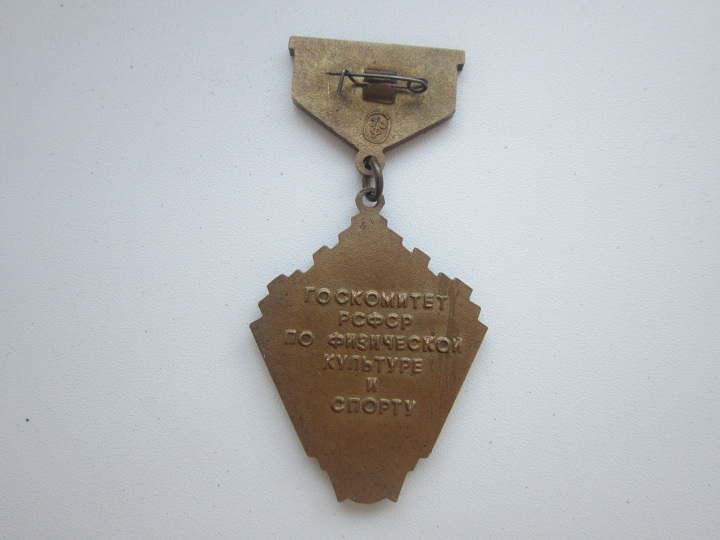 ГОСКОМИТЕТ
РСФСР
ПО ФИЗИЧЕСКОЙ
КУЛЬТУРЕ
И
СПОРТУ